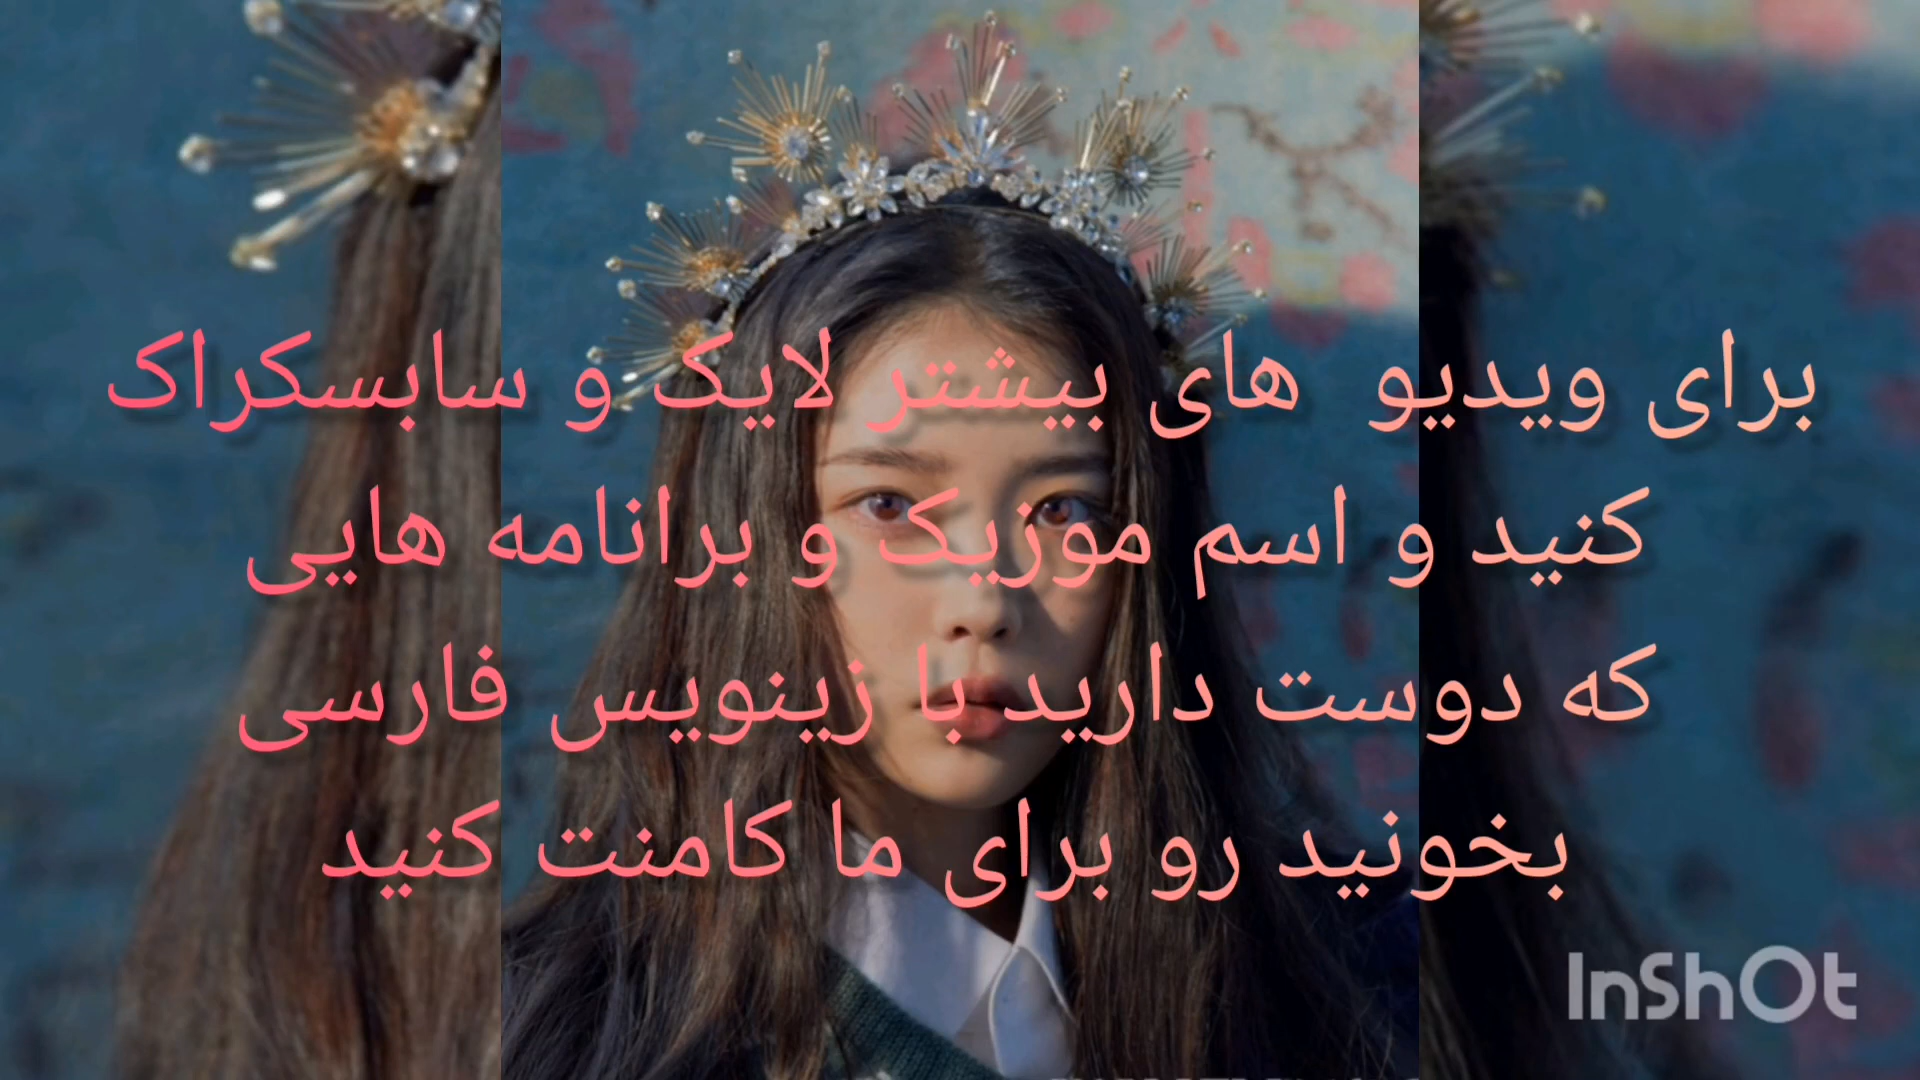 برای ویدیو های بیشتر لایک و سابسکراک
کنید و اسم موزیک و برانامه هایی
که دوست دارید با زینویس فارسی
بخونید رو برای ما کامنت کنید
InShOt